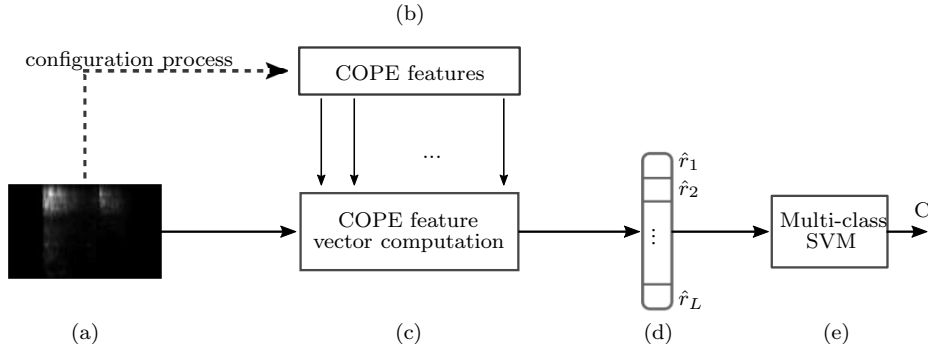 (b)
configuration process
COPE features
...
r̂1
r̂2
COPE feature
vector computation
⋮
Multi-class
SVM
C
r̂L
(a)
(c)
(d)
(e)